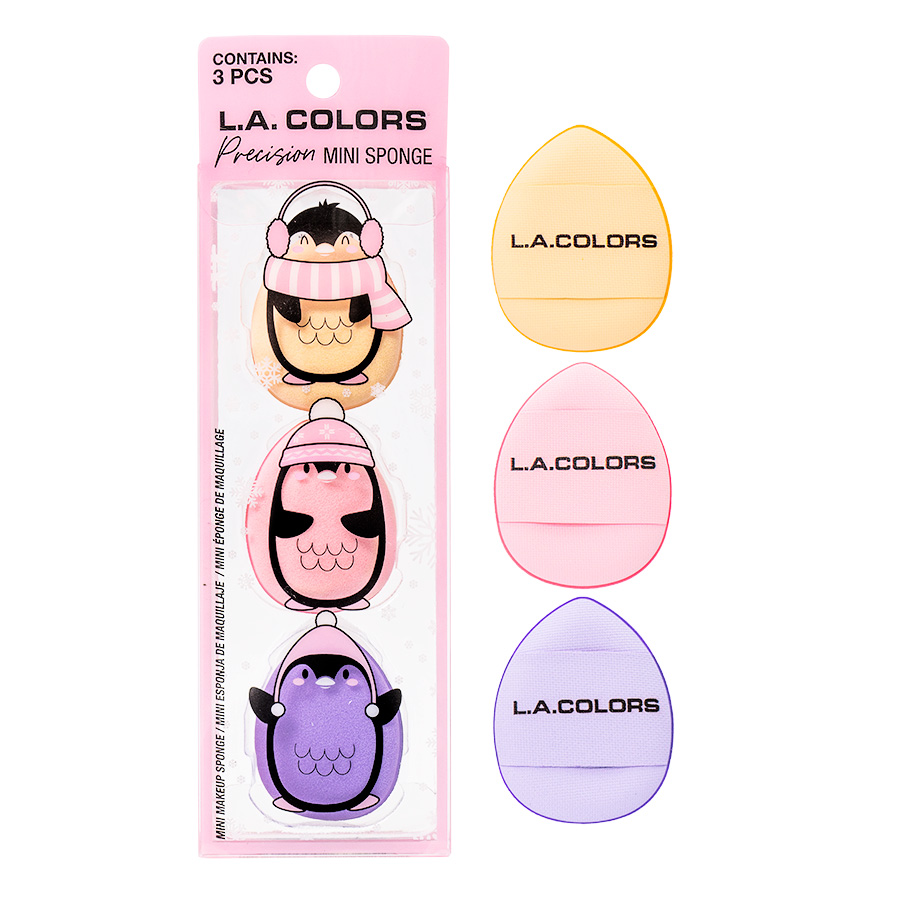 CONTAINS:
3 PCS
L.A. COLORS
Precision MINI SPONGE
MINI MAKEUP SPONGE / MINI ESPONJA DE MAQUILLAJE / MINI ÉPONGE DE MAQUILLAGE
L.A.COLORS
L.A.COLORS
L.A.COLORS